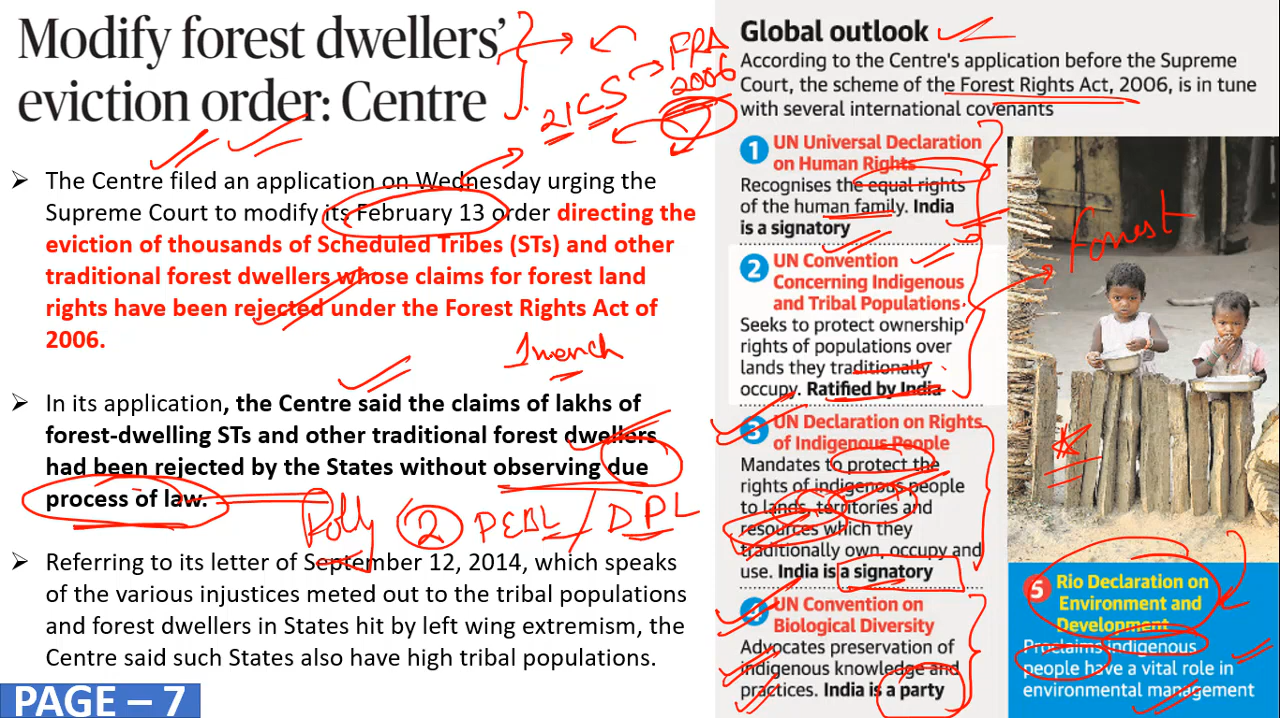 Modify forest dwellers'
eviction order: Centre
21 CS → FRA
2006
➢ The Centre filed an application on Wednesday urging the
Supreme Court to modify its February 13 order directing the
eviction of thousands of Scheduled Tribes (STs) and other
traditional forest dwellers whose claims for forest land
rights have been rejected under the Forest Rights Act of
2006.
➢ In its application, the Centre said the claims of lakhs of
forest-dwelling STs and other traditional forest dwellers
had been rejected by the States without observing due
process of law.
2 PEBL / DPL
➢ Referring to its letter of September 12, 2014, which speaks
of the various injustices meted out to the tribal populations
and forest dwellers in States hit by left wing extremism, the
Centre said such States also have high tribal populations.
PAGE – 7
Global outlook
According to the Centre's application before the Supreme
Court, the scheme of the Forest Rights Act, 2006, is in tune
with several international covenants
1 UN Universal Declaration
on Human Rights
Recognises the equal rights
of the human family. India
is a signatory
2 UN Convention
Concerning Indigenous
and Tribal Populations
Seeks to protect ownership
rights of populations over
lands they traditionally
occupy. Ratified by India
3 UN Declaration on Rights
of Indigenous People
Mandates to protect the
rights of indigenous people
to lands, territories and
resources which they
traditionally own, occupy and
use. India is a signatory
4 UN Convention on
Biological Diversity
Advocates preservation of
indigenous knowledge and
practices. India is a party
Forest
5 Rio Declaration on
Environment and
Development
Proclaims indigenous
people have a vital role in
environmental management